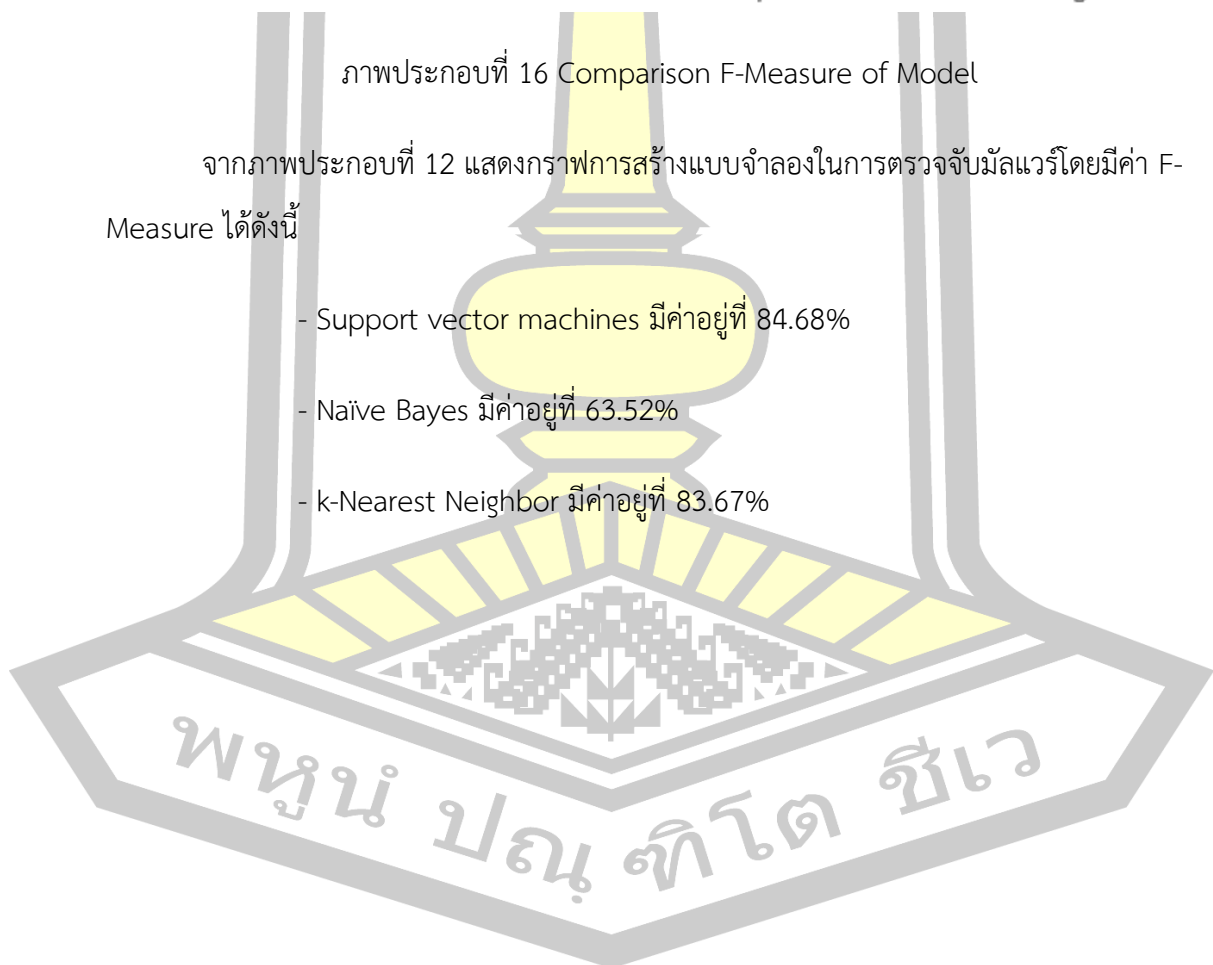 ภาพประกอบที่ 16 Comparison F-Measure of Model
จากภาพประกอบที่ 12 แสดงกราฟการสร้างแบบจำลองในการตรวจจับมัลแวร์โดยมีค่า F-
Measure ได้ดังนี้
- Support vector machines มีค่าอยู่ที่ 84.68%
- Naïve Bayes มีค่าอยู่ที่ 63.52%
- k-Nearest Neighbor มีค่าอยู่ที่ 83.67%
พหูนํ ปณฺฑิโต ชีเว